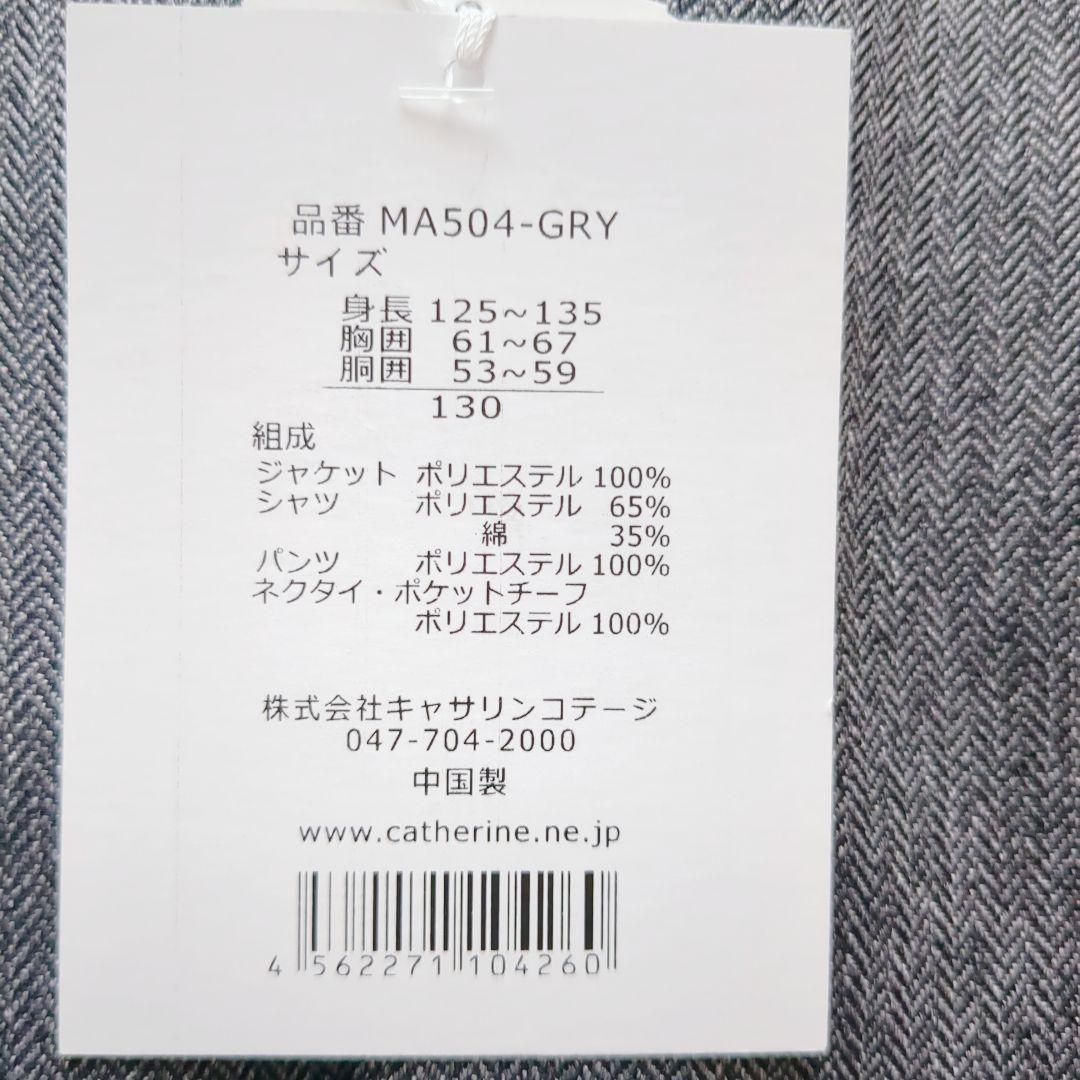 品番 MA504-GRY
サイズ
身長 125～135
胸囲 61～67
胴囲 53～59
130
組成
ジャケット ポリエステル 100%
シャツ ポリエステル 65%
綿 35%
パンツ ポリエステル 100%
ネクタイ・ポケットチーフ
ポリエステル 100%
株式会社キャサリンコテージ
047-704-2000
中国製
www.catherine.ne.jp
4 562271 104260